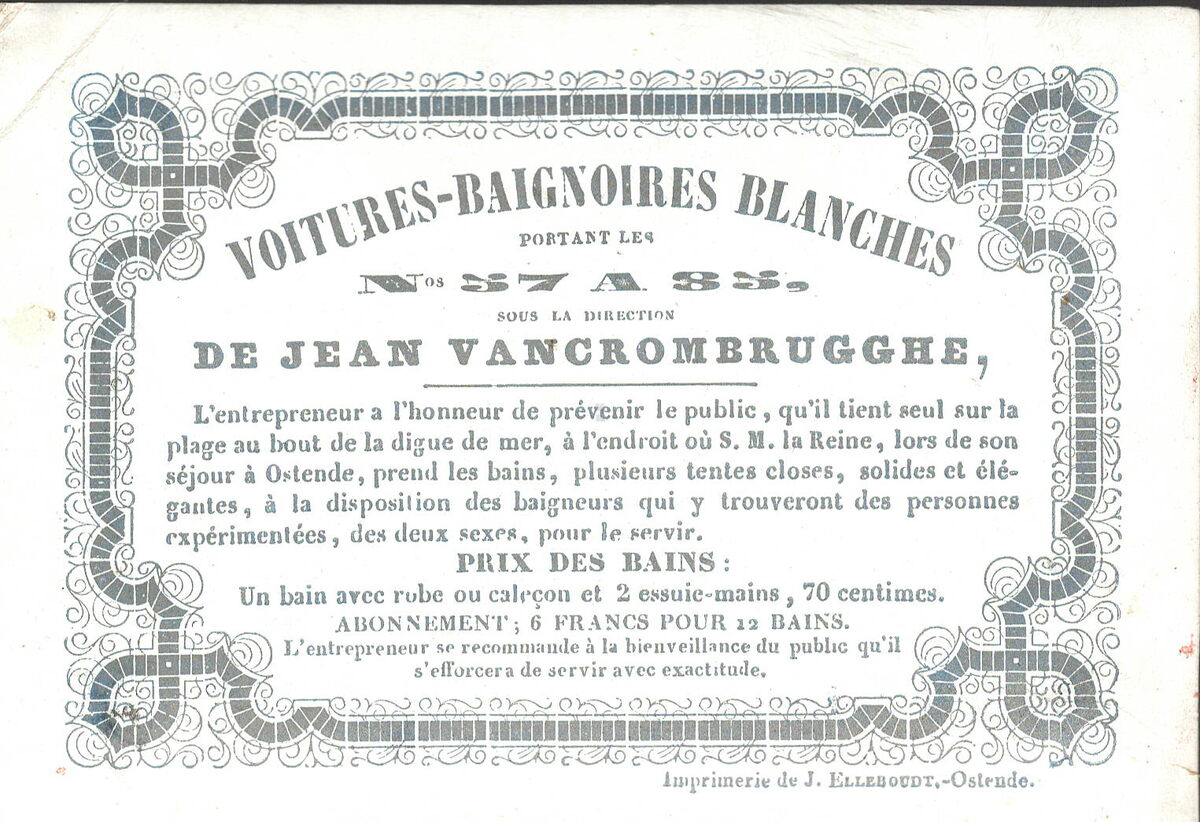 VOITURES-BAIGNOIRES BLANCHES
PORTANT LES
Nos 57 A 85,
SOUS LA DIRECTION
DE JEAN VANCROMBRUGGHE,
L'entrepreneur a l'honneur de prévenir le public, qu'il tient seul sur la
plage au bout de la digue de mer, à l'endroit où S. M. la Reine, lors de son
séjour à Ostende, prend les bains, plusieurs tentes closes, solides et élé-
gantes, à la disposition des baigneurs qui y trouveront des personnes
expérimentées, des deux sexes, pour le servir.
PRIX DES BAINS :
Un bain avec robe ou caleçon et 2 essuie-mains, 70 centimes.
ABONNEMENT; 6 FRANCS POUR 12 BAINS.
L'entrepreneur se recommande à la bienveillance du public qu'il
s'efforcera de servir avec exactitude.
Imprimerie de J. ELLEBOUDT,-Ostende.